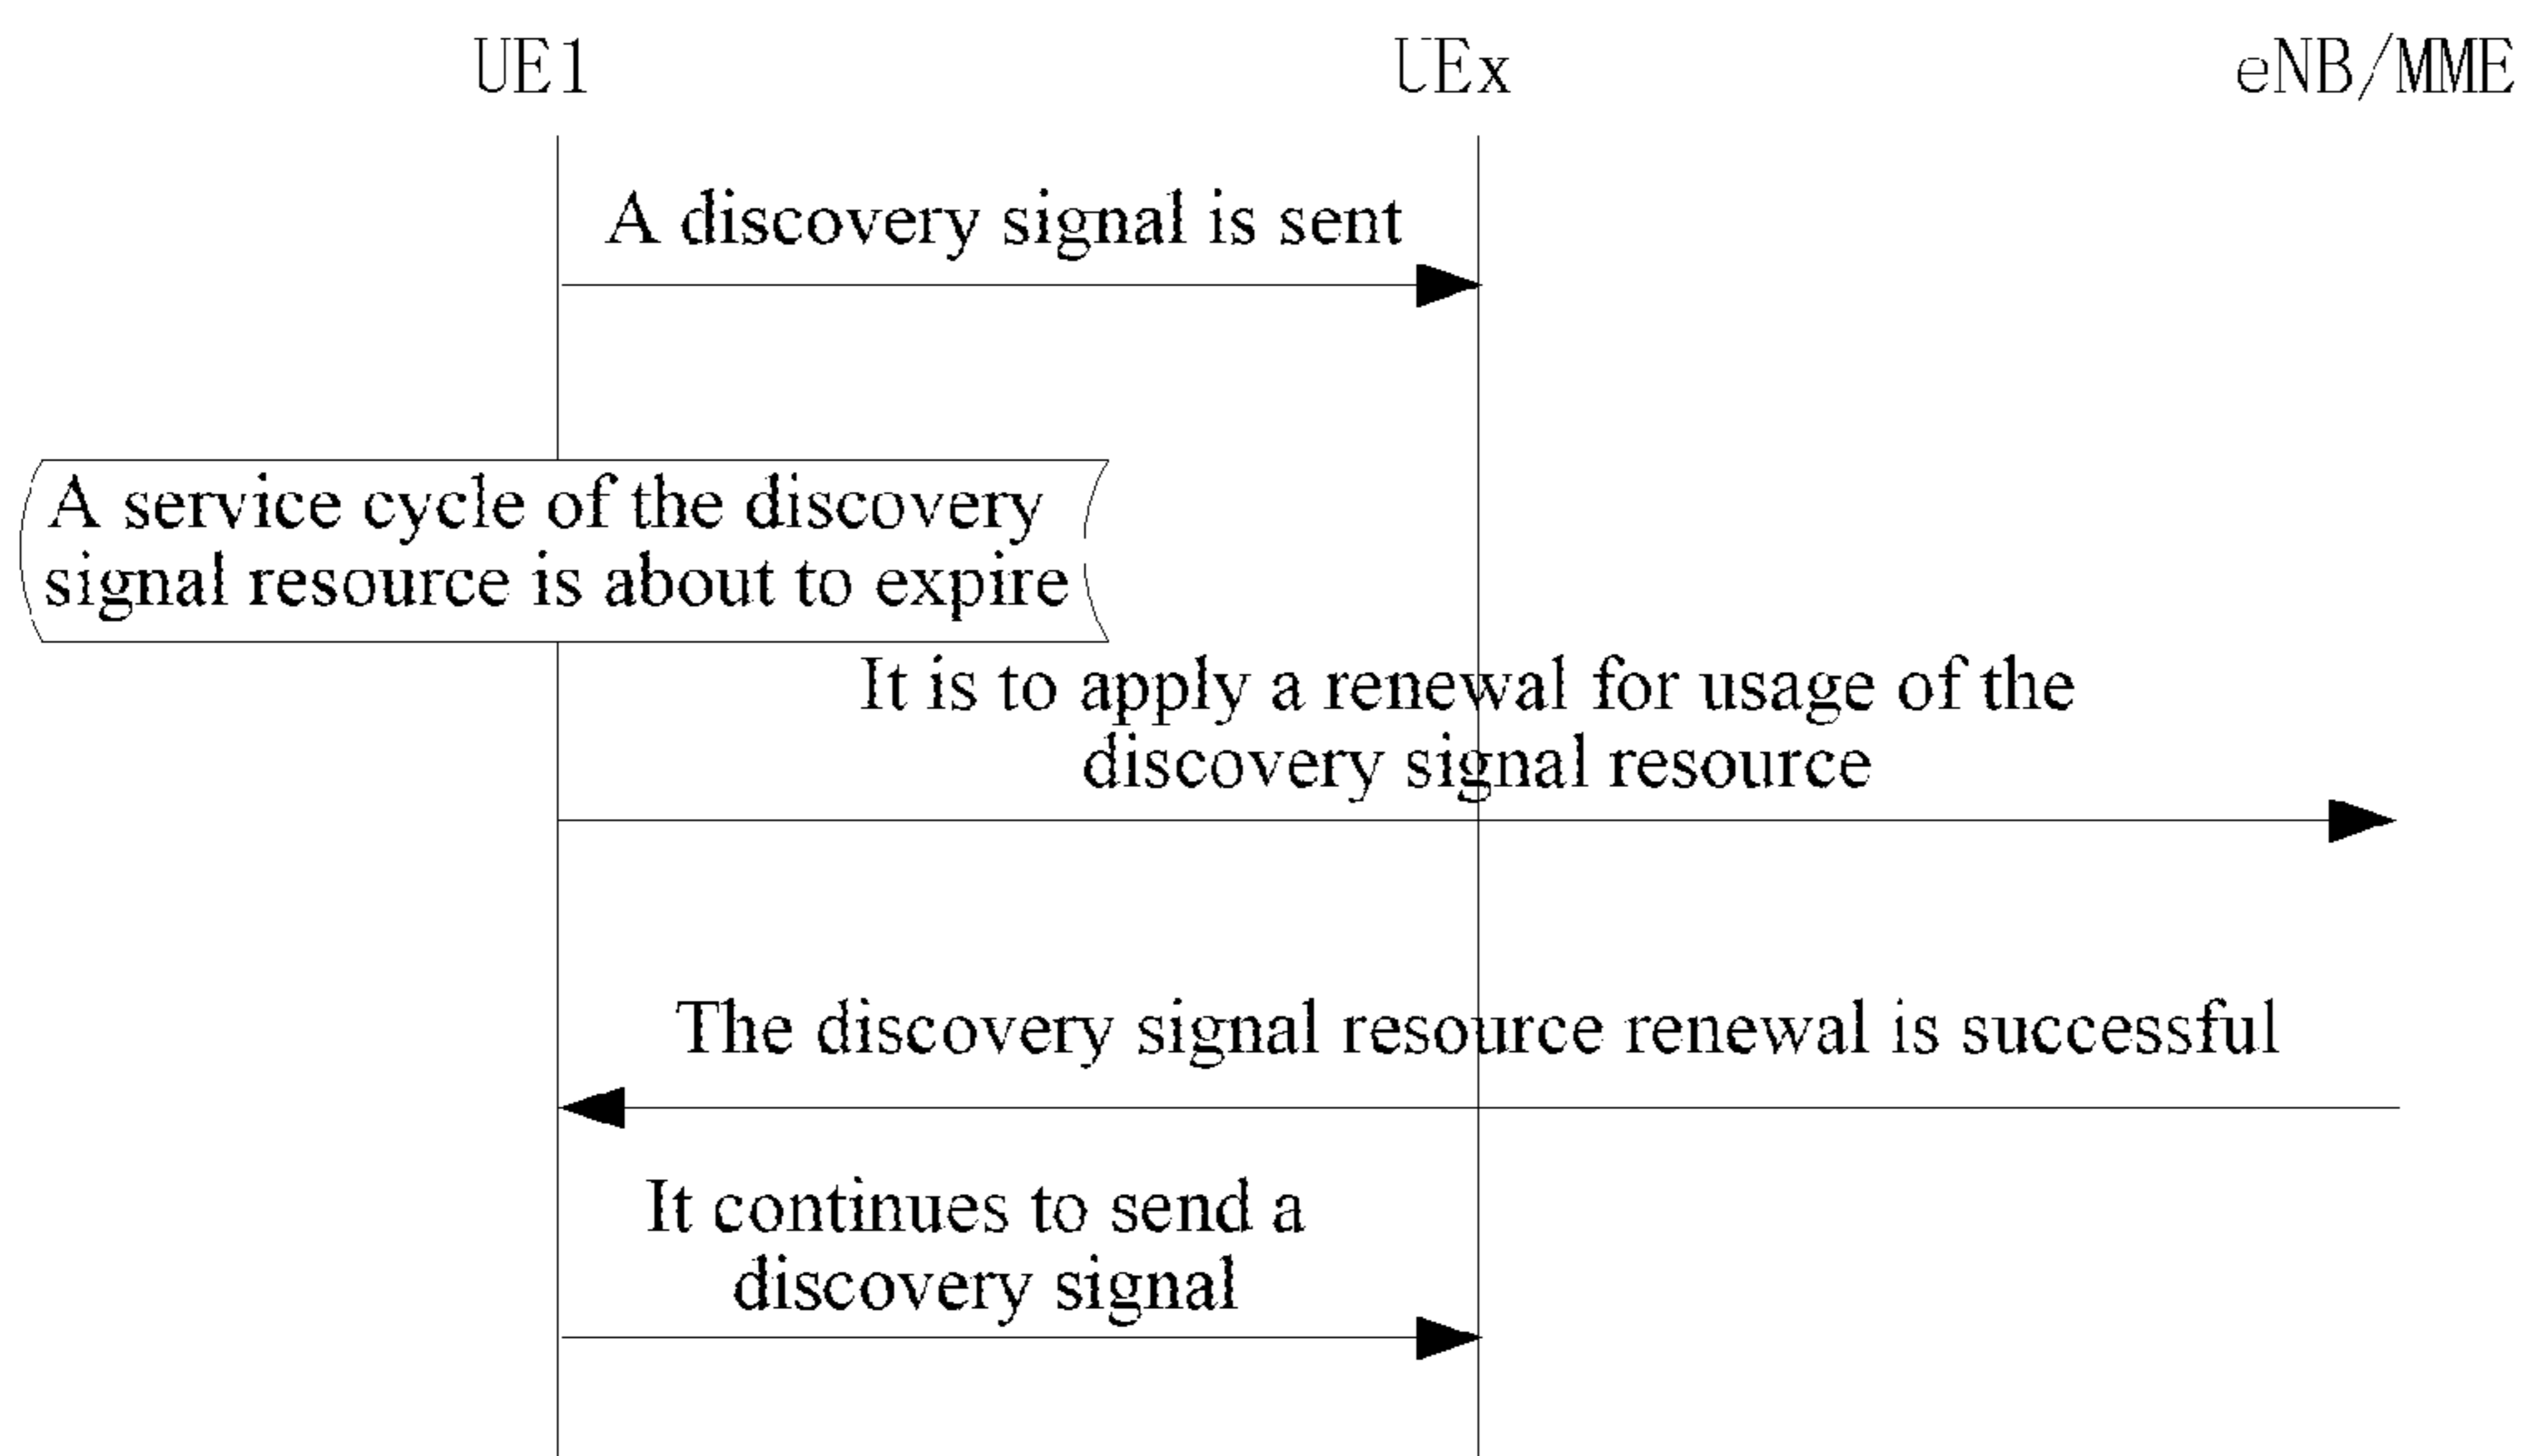 UE1 UEx eNB/MME
A discovery signal is sent
A service cycle of the discovery
signal resource is about to expire
It is to apply a renewal for usage of the
discovery signal resource
The discovery signal resource renewal is successful
It continues to send a
discovery signal